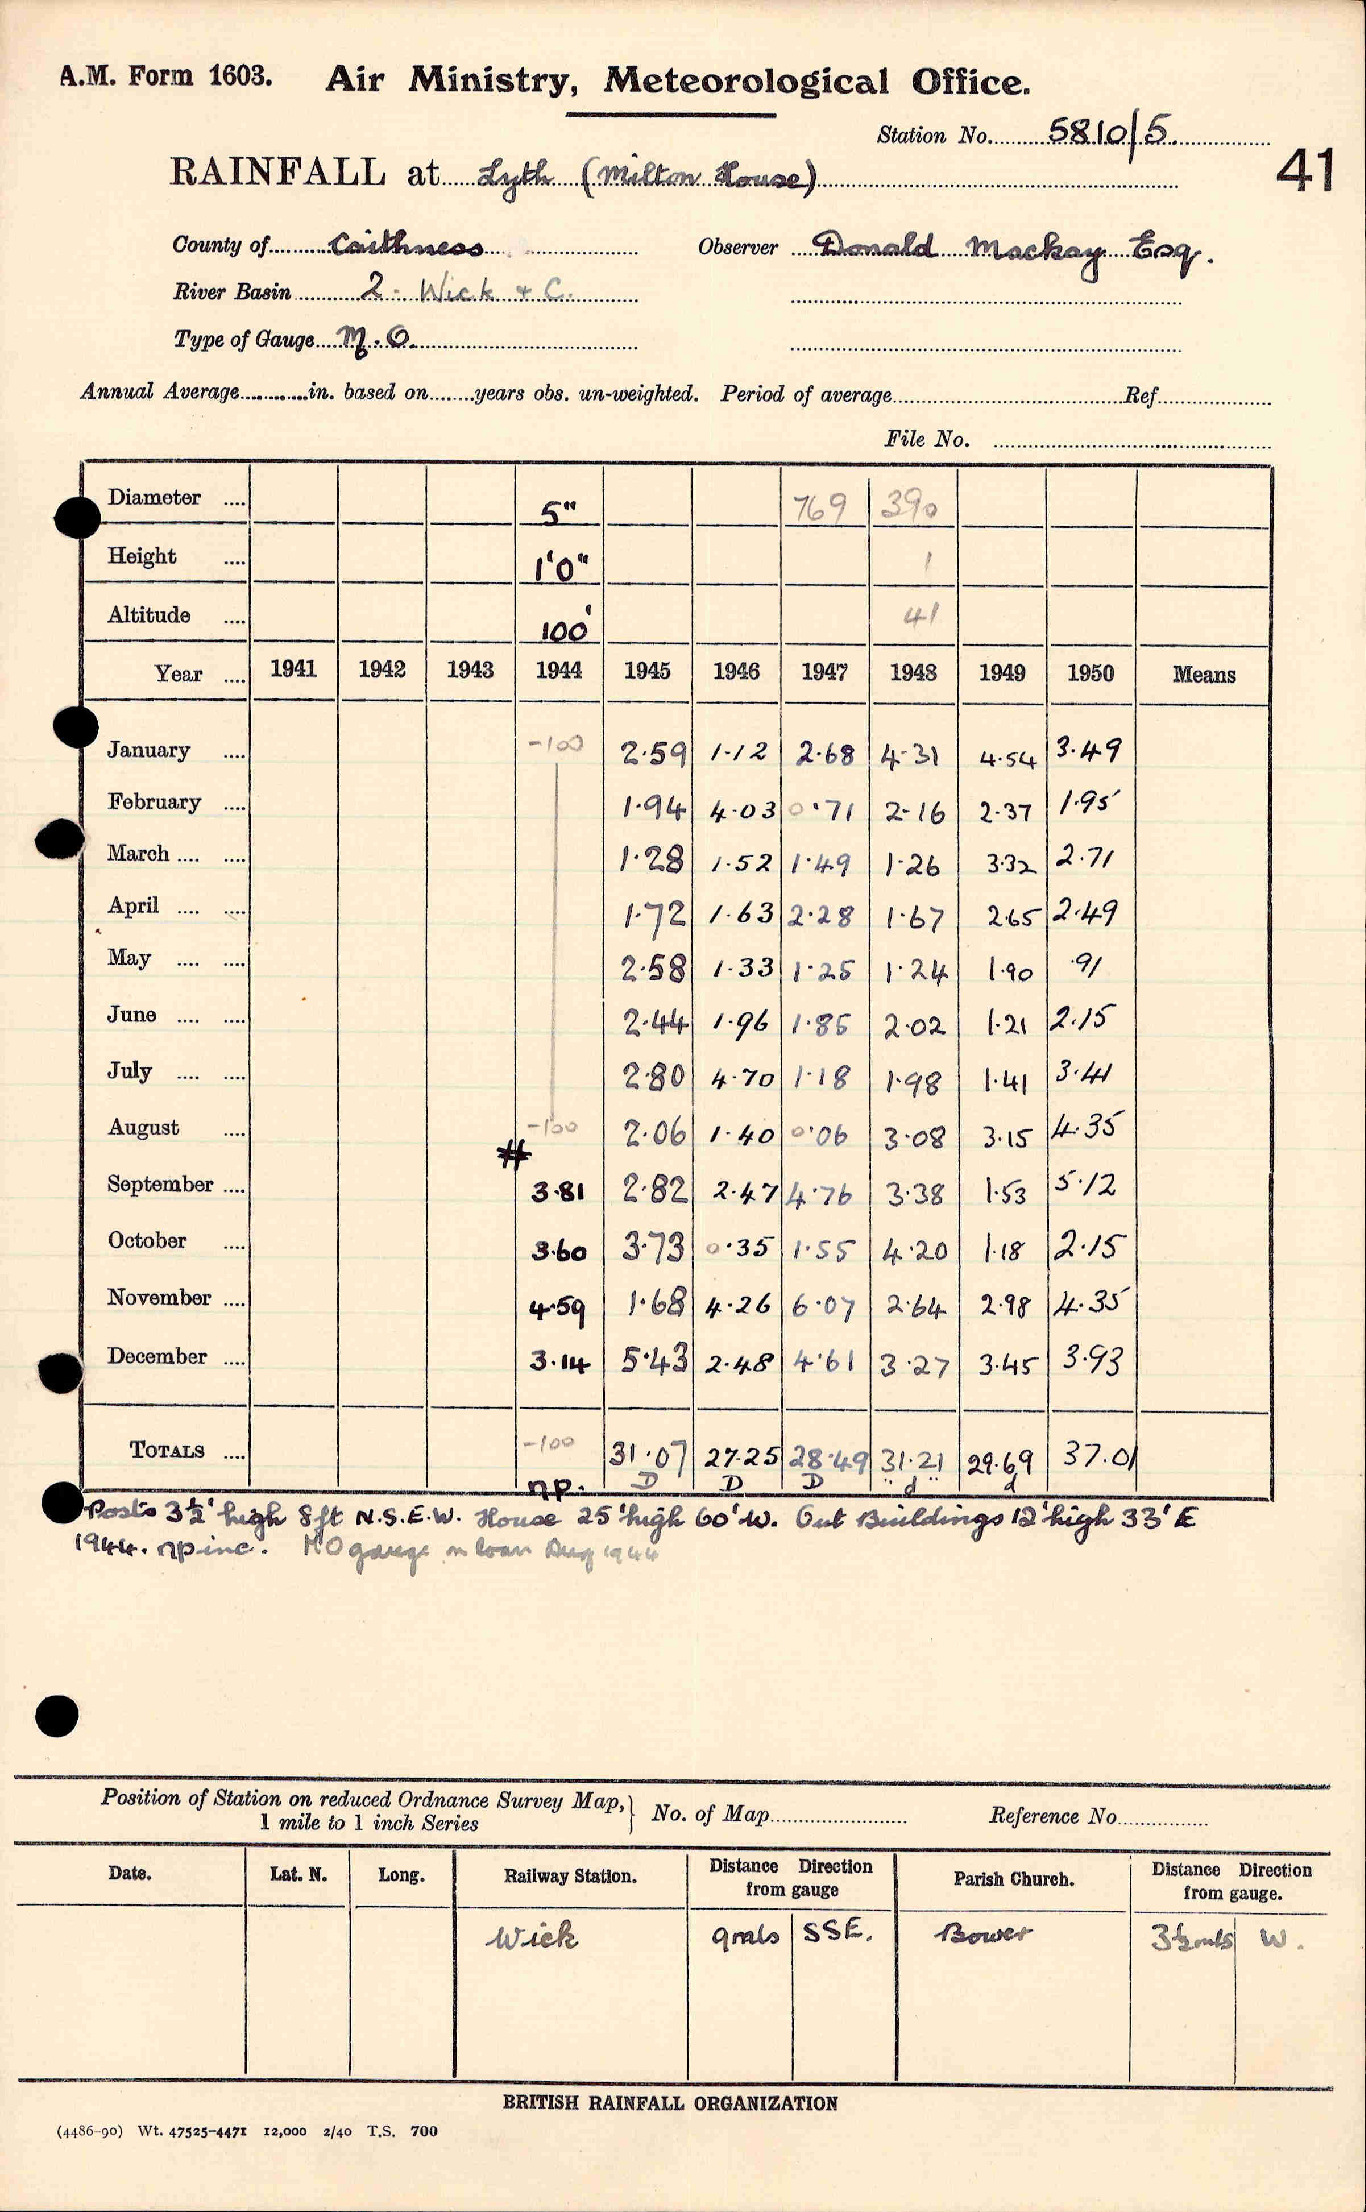 A.M. Form 1603. Air Ministry, Meteorological Office.
Station No. 5810/5.
41
RAINFALL at Lyth (Milton House)
County of Caithness Observer Donald Mackay Esq.
River Basin 2 - Wick & C.
Type of Gauge M.O.
Annual Average in. based on years obs. un-weighted. Period of average Ref
File No.
Diameter 5" 769 390
Height 1'0" 1
Altitude 100' 41
Year 1941 1942 1943 1944 1945 1946 1947 1948 1949 1950 Means
January -100 2.59 1.12 2.68 4.31 4.54 3.49
February 1.94 4.03 0.71 2.16 2.37 1.95
March 1.28 1.52 1.49 1.26 3.32 2.71
April 1.72 1.63 2.28 1.67 2.65 2.49
May 2.58 1.33 1.25 1.24 1.90 .91
June 2.44 1.96 1.85 2.02 1.21 2.15
July 2.80 4.70 1.18 1.98 1.41 3.41
August -100 2.06 1.40 0.06 3.08 3.15 4.35
#
September 3.81 2.82 2.47 4.76 3.38 1.53 5.12
October 3.60 3.73 0.35 1.55 4.20 1.18 2.15
November 4.59 1.68 4.26 6.07 2.64 2.98 4.35
December 3.14 5.43 2.48 4.61 3.27 3.45 3.93
TOTALS -100 31.07 27.25 28.49 31.21 29.69 37.01
np. D D D "d" d
Posts 3½' high 8ft N.S.E.W. House 25' high 60' W. Out Buildings 12' high 33' E
1944. np inc. MO gauge on loan Aug 1944
Position of Station on reduced Ordnance Survey Map, 1 mile to 1 inch Series } No. of Map Reference No.
Date. Lat. N. Long. Railway Station. Distance Direction from gauge Parish Church. Distance Direction from gauge.
Wick 9 mls SSE. Bower 3½ mls W.
BRITISH RAINFALL ORGANIZATION
(4486-90) Wt. 47525-4471 12,000 2/40 T.S. 700